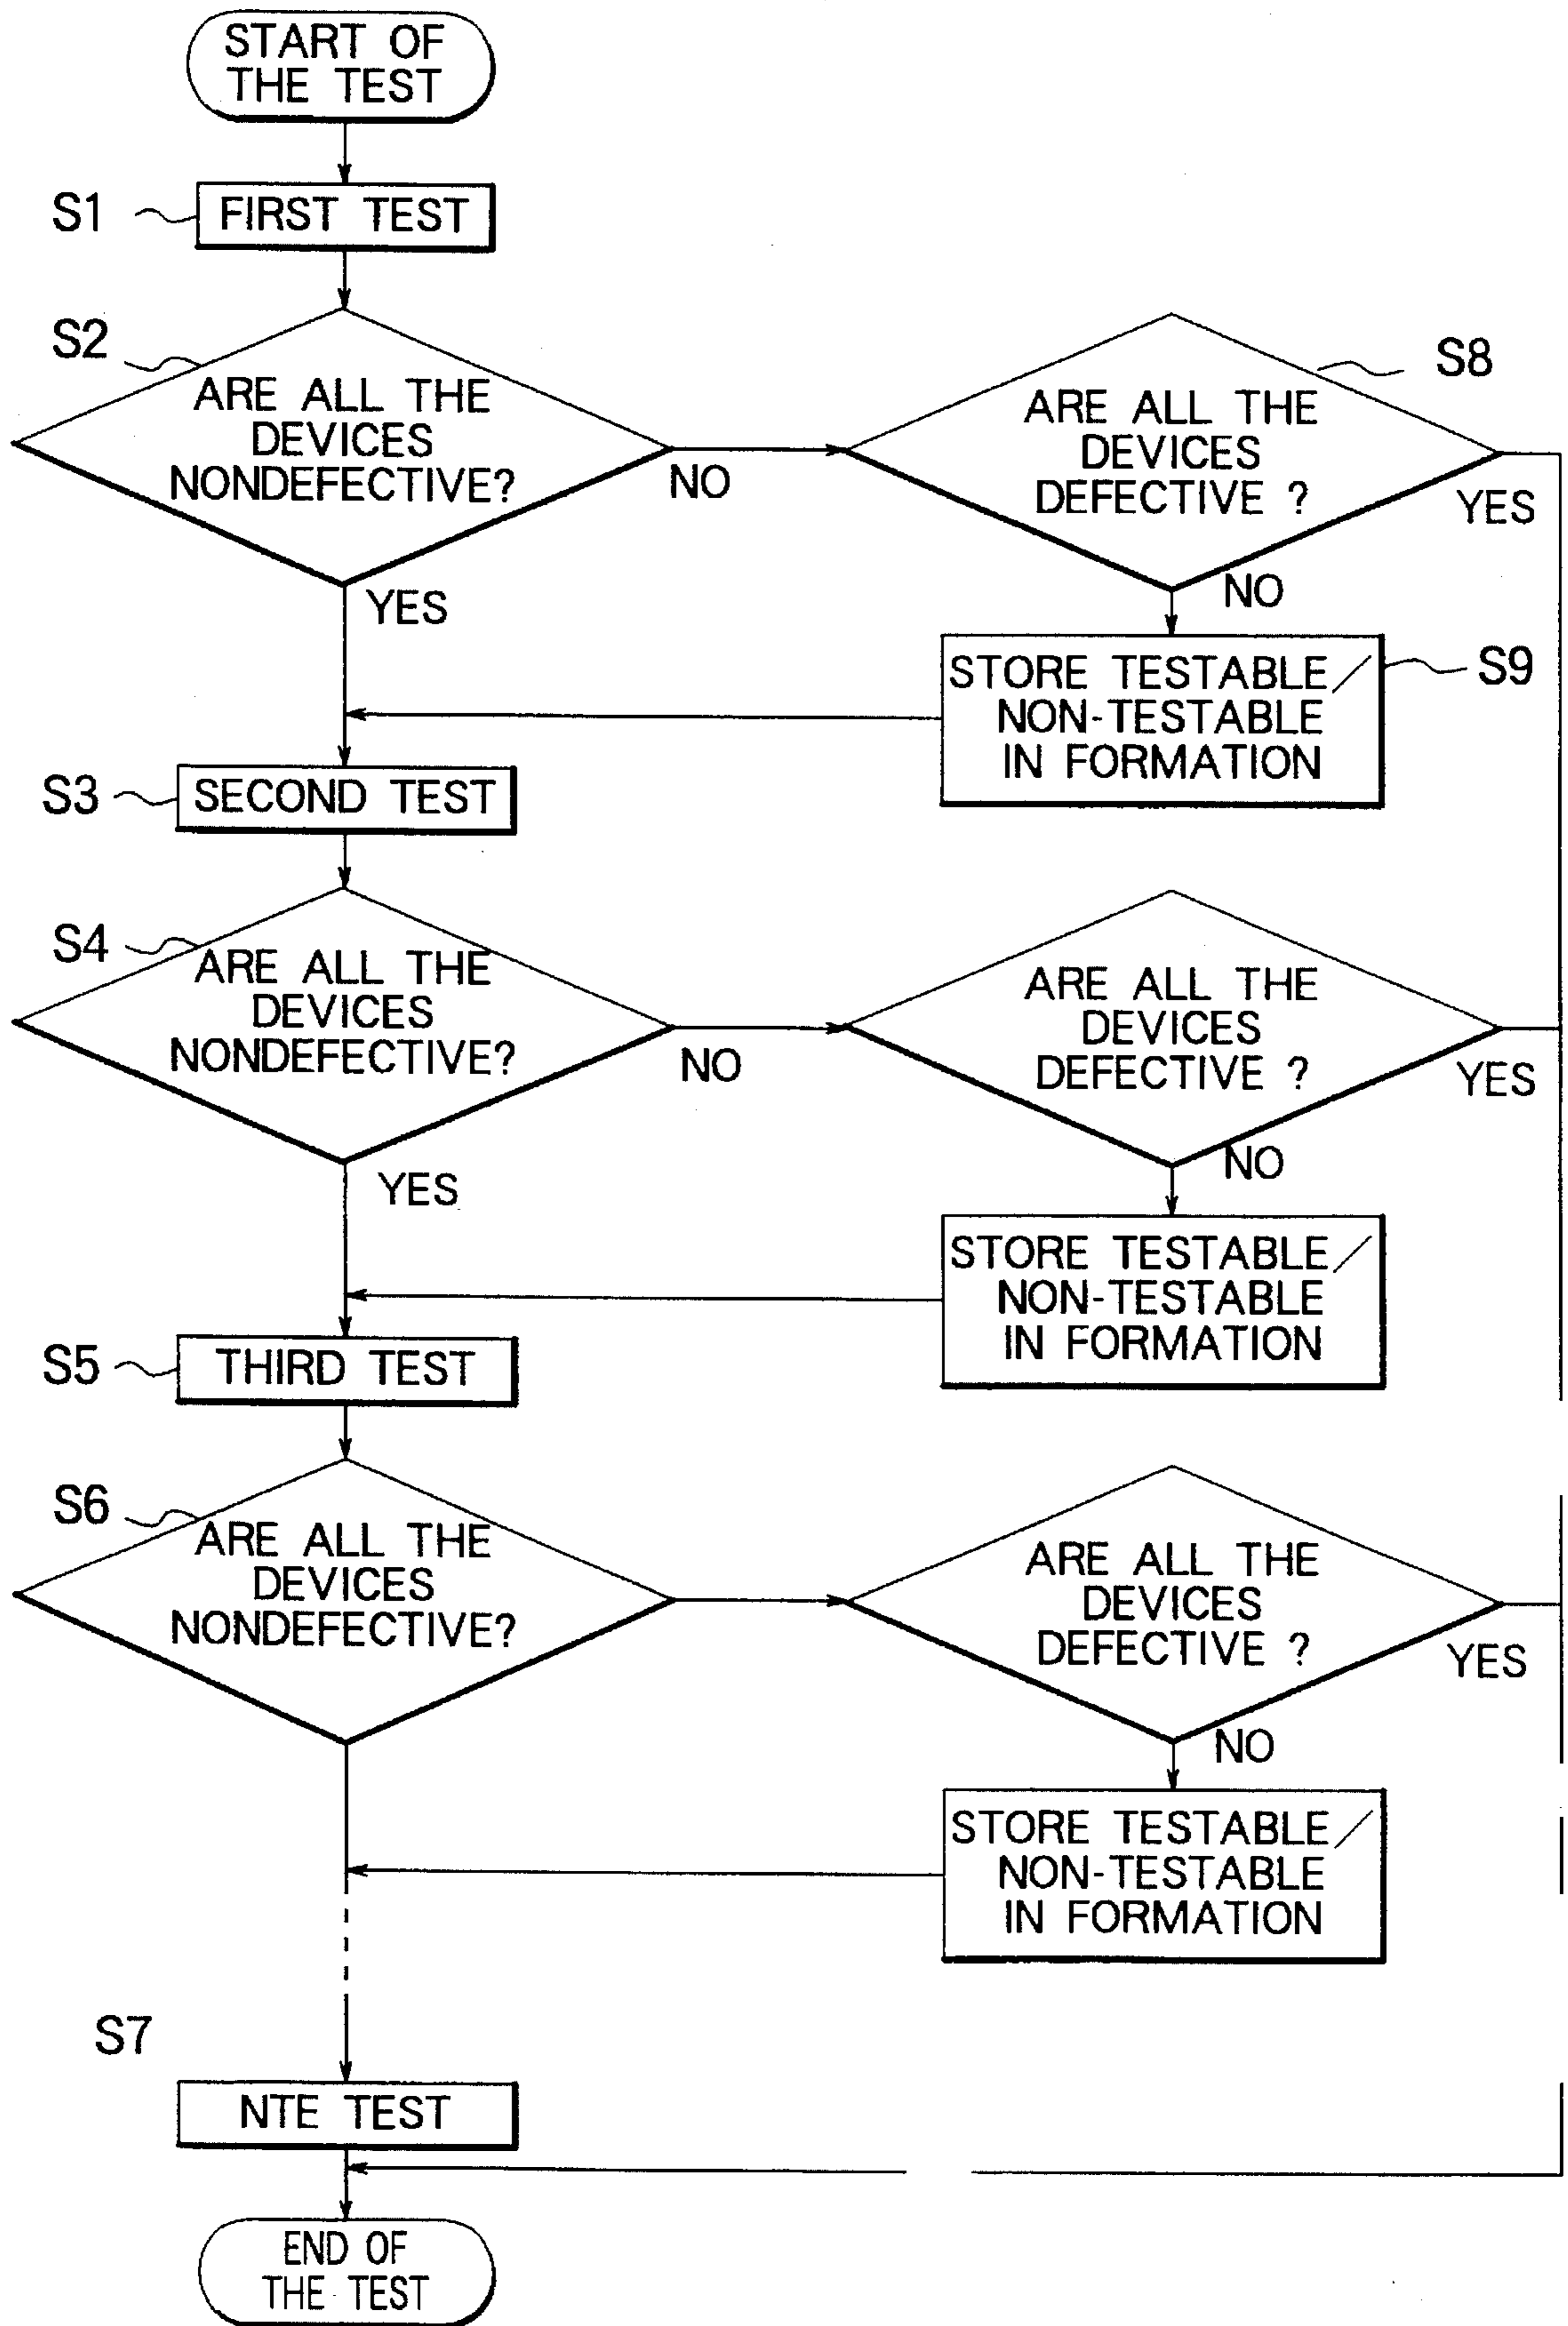 START OF
THE TEST
S1
FIRST TEST
S2
ARE ALL THE
DEVICES
NONDEFECTIVE?
NO
YES
S8
ARE ALL THE
DEVICES
DEFECTIVE ?
YES
NO
STORE TESTABLE /
NON-TESTABLE
IN FORMATION
S9
S3
SECOND TEST
S4
ARE ALL THE
DEVICES
NONDEFECTIVE?
NO
YES
ARE ALL THE
DEVICES
DEFECTIVE ?
YES
NO
STORE TESTABLE /
NON-TESTABLE
IN FORMATION
S5
THIRD TEST
S6
ARE ALL THE
DEVICES
NONDEFECTIVE?
ARE ALL THE
DEVICES
DEFECTIVE ?
YES
NO
STORE TESTABLE /
NON-TESTABLE
IN FORMATION
S7
NTE TEST
END OF
THE TEST